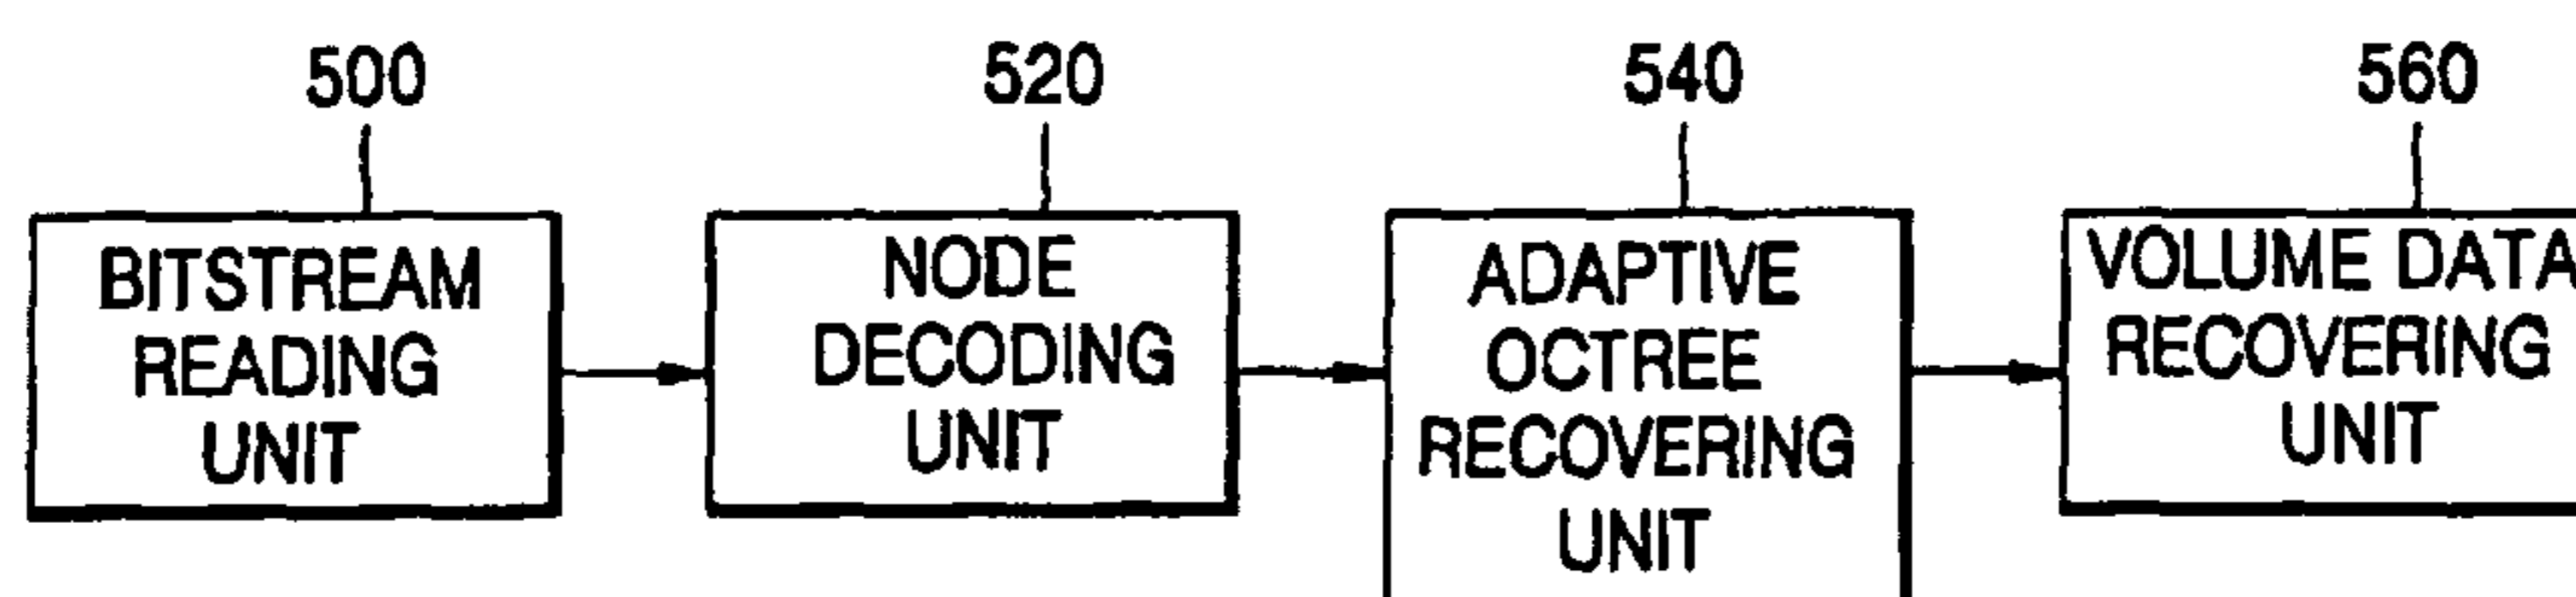 500
520
540
560
BITSTREAM
READING
UNIT
NODE
DECODING
UNIT
ADAPTIVE
OCTREE
RECOVERING
UNIT
VOLUME DATA
RECOVERING
UNIT